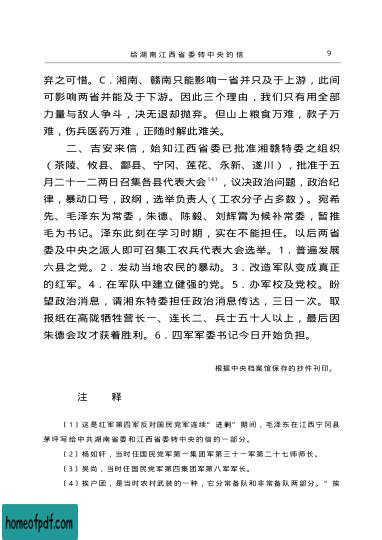 给湖南江西省委转中央的信 9
弃之可惜。C．湘南、赣南只能影响一省并只及于上游，此间
可影响两省并能及于下游。因此三个理由，我们只有用全部
力量与敌人斗争，决无退却抛弃。但山上粮食万难，款子万
难，伤兵医药万难，正随时解此难关。
二、吉安来信，始知江西省委已批准湘赣特委之组织
（茶陵、攸县、酃县、宁冈、莲花、永新、遂川），批准于五
月二十一二两日召集各县代表大会〔6〕，议决政治问题，政治纪
律，暴动口号，政纲，选举负责人（工农分子占多数）。宛希
先、毛泽东为常委，朱德、陈毅、刘辉霄为候补常委，暂推
毛为书记。泽东此刻在学习时期，实在不能担任。以后两省
委及中央之派人即可召集工农兵代表大会选举。1．普遍发展
六县之党。2．发动当地农民的暴动。3．改造军队变成真正
的红军。4．在军队中建立健强的党。5．办军校及党校。盼
望政治消息，请湘东特委担任政治消息传达，三日一次。取
报纸在高陇牺牲营长一、连长二、兵士五十人以上，最后因
朱德会攻才获着胜利。6．四军军委书记今日开始负担。
根据中央档案馆保存的抄件刊印。
注　释
〔1〕这是红军第四军反对国民党军连续“进剿”期间，毛泽东在江西宁冈县
茅坪写给中共湖南省委和江西省委转中央的信的一部分。
〔2〕杨如轩，当时任国民党军第一集团军第三十一军第二十七师师长。
〔3〕吴尚，当时任国民党军第四集团军第八军军长。
〔4〕挨户团，是当时农村武装的一种，它分常备队和非常备队两部分。“挨
homeofpdf.com